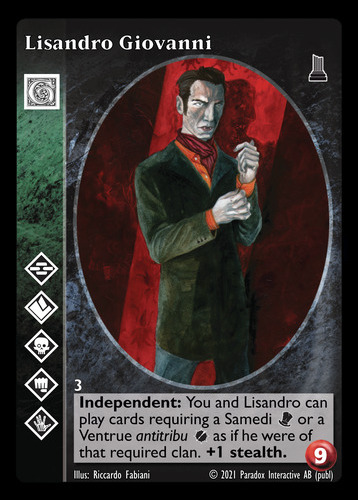 Lisandro Giovanni
3
Independent: You and Lisandro can
play cards requiring a Samedi or a
Ventrue antitribu as if he were of
that required clan. +1 stealth.
9
Illus: Riccardo Fabiani © 2021 Paradox Interactive AB (publ)